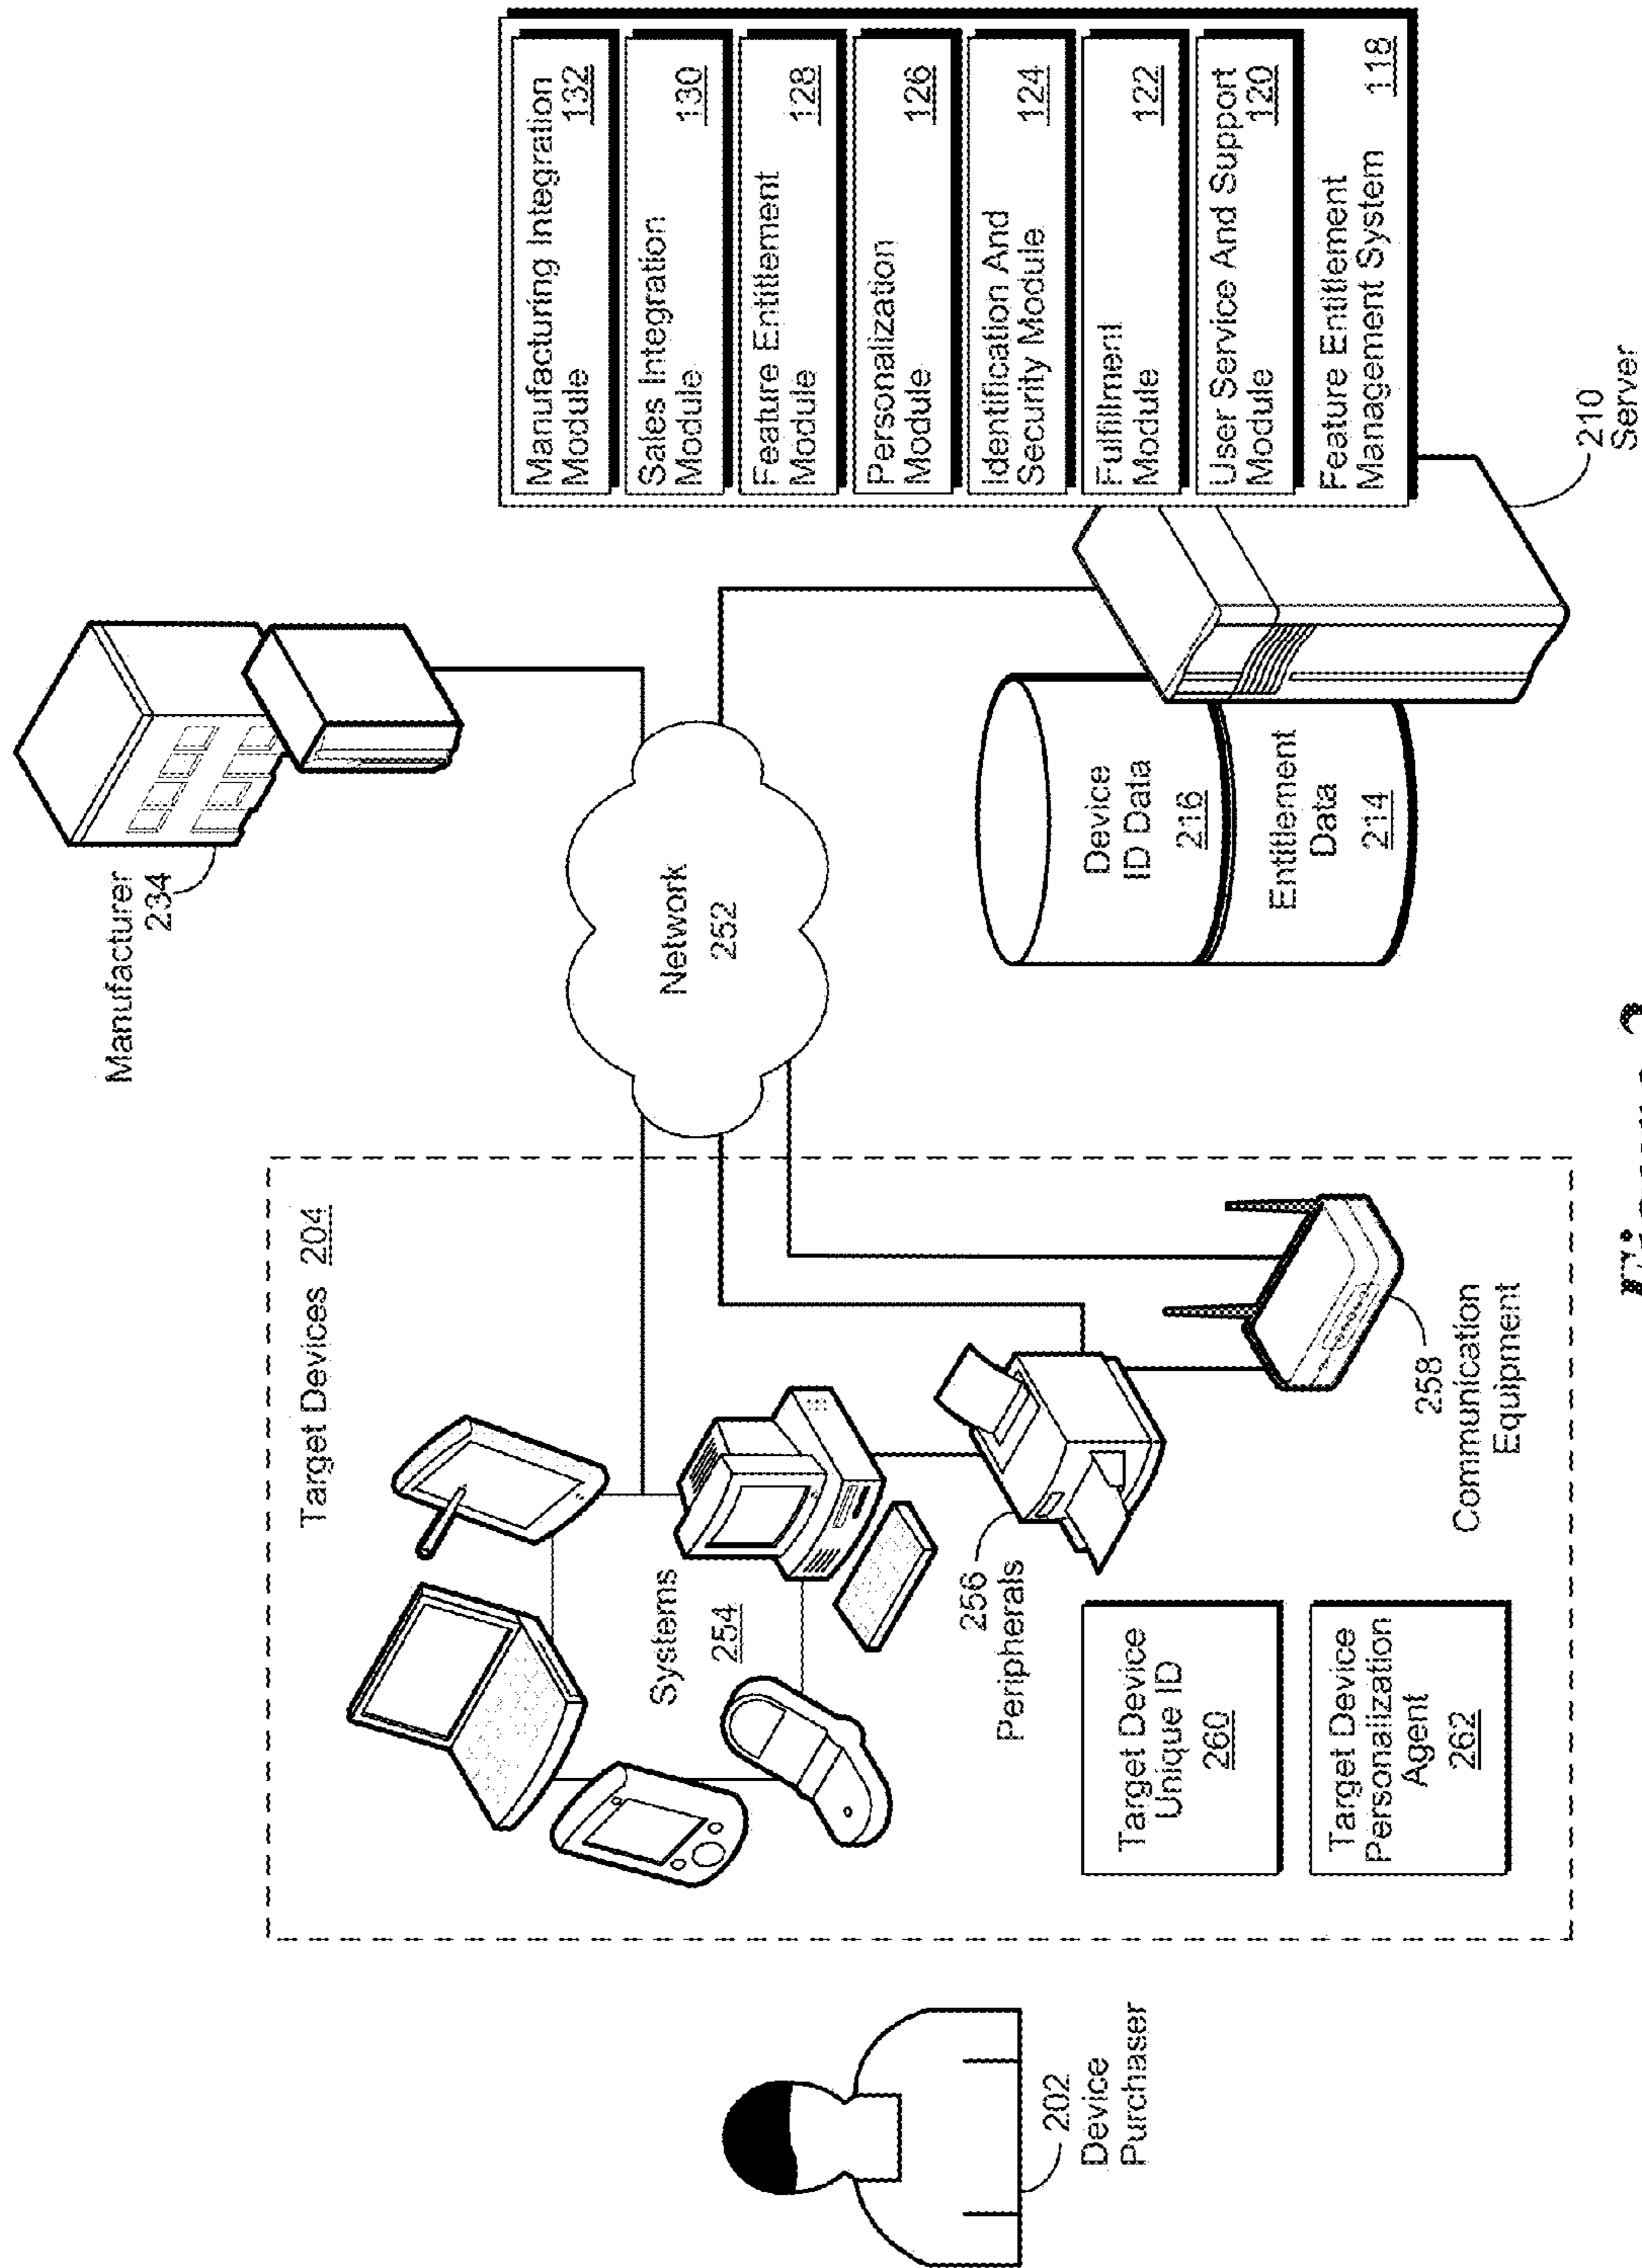 Manufacturer
234
Manufacturing Integration
Module 132
Sales Integration
Module 130
Feature Entitlement
Module 128
Personalization
Module 126
Identification And
Security Module 124
Fulfillment
Module 122
User Service And Support
Module 120
Feature Entitlement
Management System 118
210
Server
Network
252
Device
ID Data
216
Entitlement
Data
214
Target Devices 204
Systems
254
256
Peripherals
258
Communication
Equipment
Target Device
Unique ID
260
Target Device
Personalization
Agent
262
202
Device
Purchaser